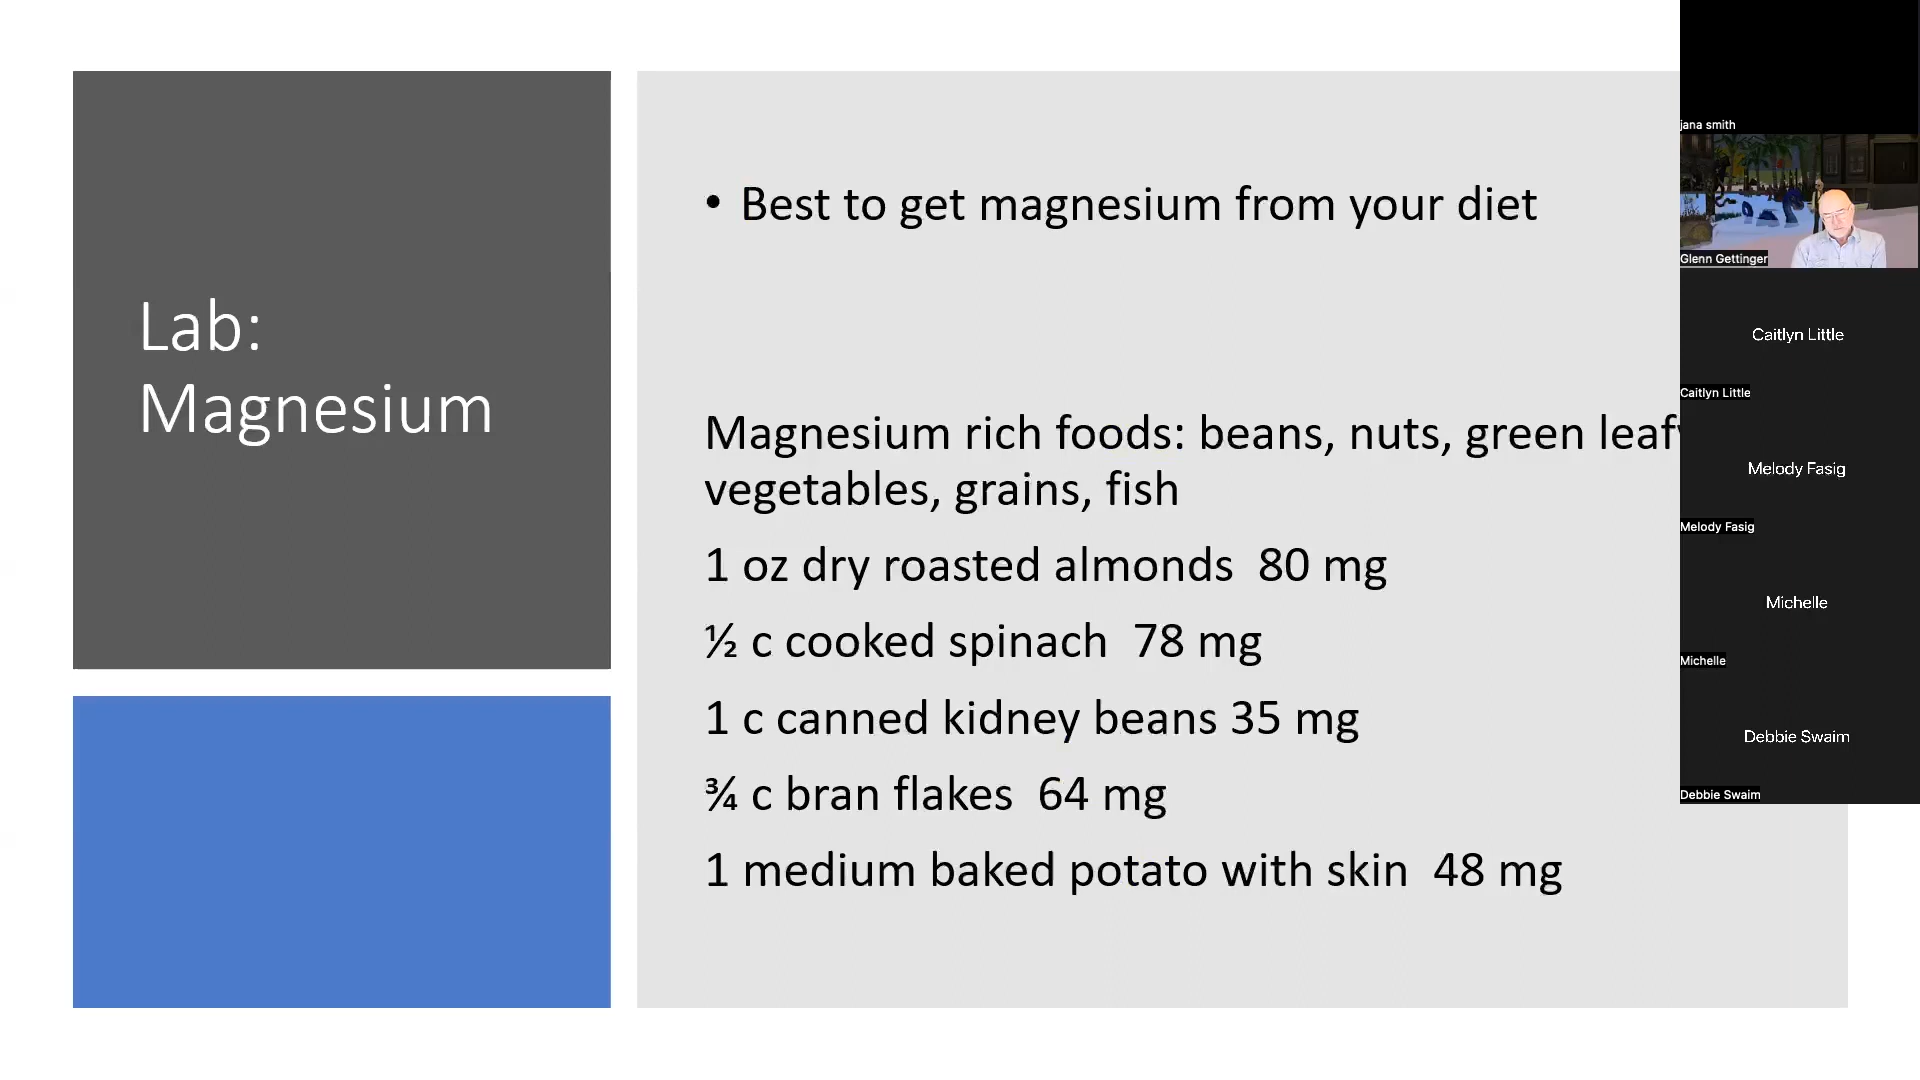 Lab:
Magnesium
• Best to get magnesium from your diet
Magnesium rich foods: beans, nuts, green
vegetables, grains, fish
1 oz dry roasted almonds  80 mg
½ c cooked spinach  78 mg
1 c canned kidney beans 35 mg
¾ c bran flakes  64 mg
1 medium baked potato with skin  48 mg
jana smith
Glenn Gettinger
Caitlyn Little
Caitlyn Little
Melody Fasig
Melody Fasig
Michelle
Michelle
Debbie Swaim
Debbie Swaim